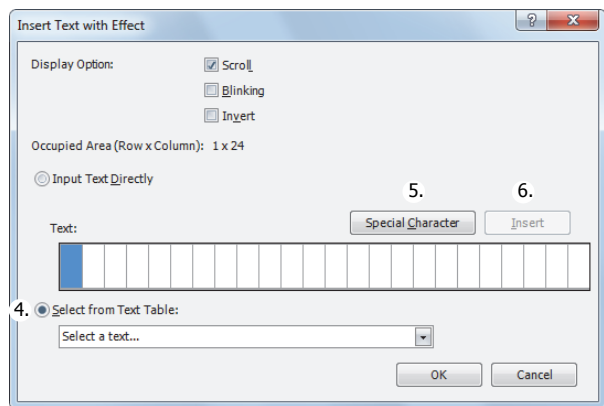 Insert Text with Effect
Display Option: Scroll
Blinking
Invert
Occupied Area (Row x Column): 1 x 24
Input Text Directly
5. 6.
Text: Special Character Insert
4. Select from Text Table:
Select a text...
OK Cancel